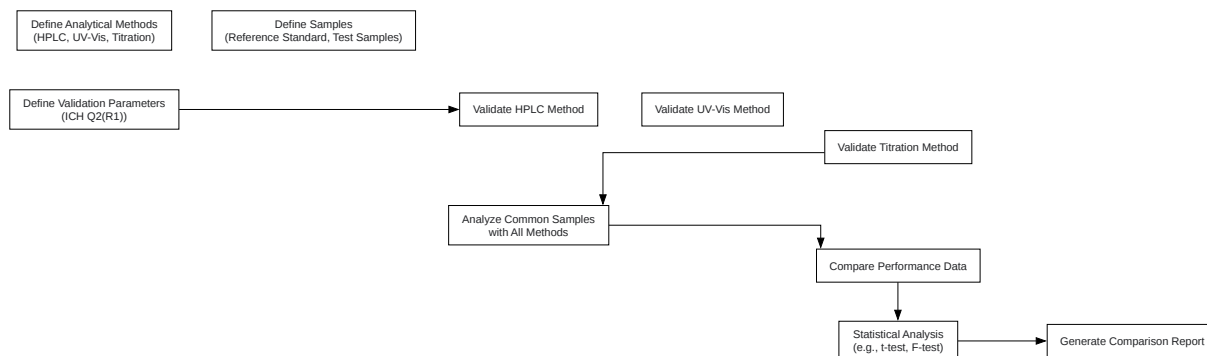 Define Analytical Methods
(HPLC, UV-Vis, Titration)
Define Samples
(Reference Standard, Test Samples)
Define Validation Parameters
(ICH Q2(R1))
Validate HPLC Method
Validate UV-Vis Method
Validate Titration Method
Analyze Common Samples
with All Methods
Compare Performance Data
Statistical Analysis
(e.g., t-test, F-test)
Generate Comparison Report